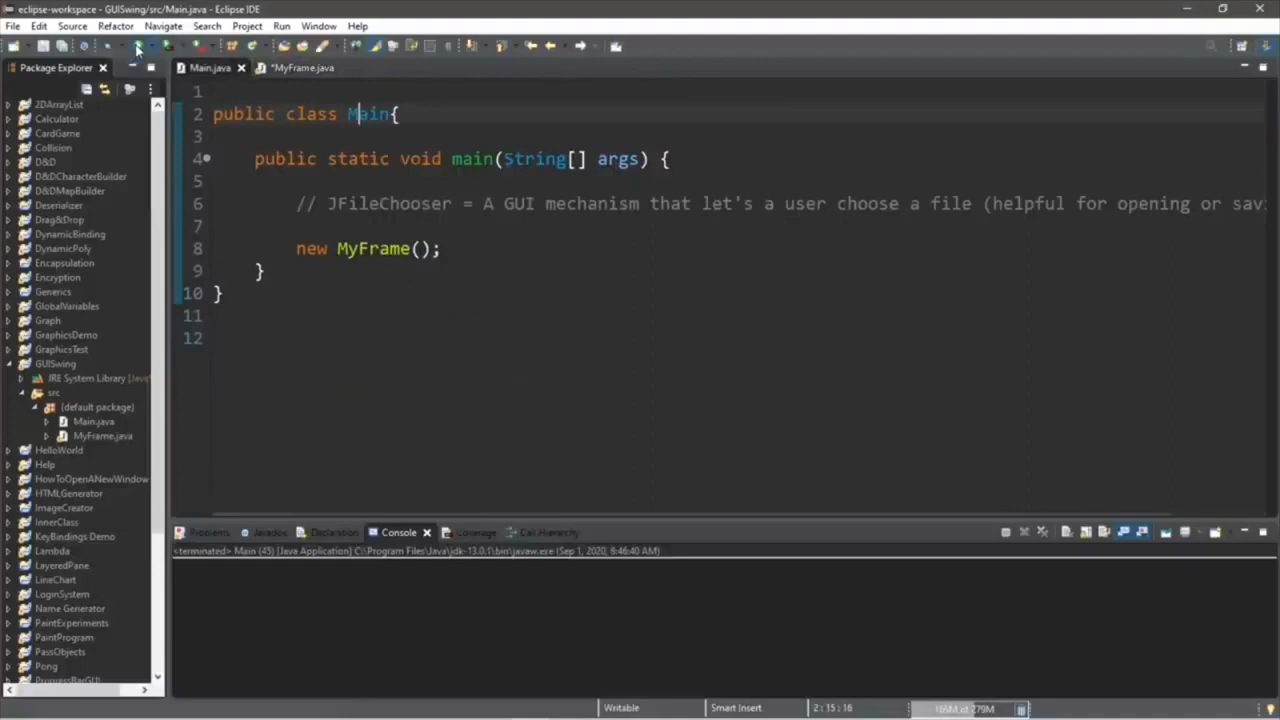 eclipse-workspace - GUISwing/src/Main.java - Eclipse IDE
File Edit Source Refactor Navigate Search Project Run Window Help
Package Explorer
Main.java
*MyFrame.java
2DArrayList
Calculator
CardGame
Collision
D&D
D&DCharacterBuilder
D&DMapBuilder
Deserializer
Drag&Drop
DynamicBinding
DynamicPoly
Encapsulation
Encryption
Generics
GlobalVariables
Graph
GraphicsDemo
GraphicsTest
GUISwing
JRE System Library
src
(default package)
Main.java
MyFrame.java
HelloWorld
Help
HowToOpenANewWindow
HTMLGenerator
ImageCreator
InnerClass
KeyBindings Demo
Lambda
LayeredPane
LineChart
LoginSystem
Name Generator
PaintExperiments
PaintProgram
PassObjects
Pong
ProgressBarGUI
1
2 public class Main{
3
4 public static void main(String[] args) {
5
6 // JFileChooser = A GUI mechanism that let's a user choose a file (helpful for opening or savi
7
8 new MyFrame();
9 }
10 }
11
12
Problems Javadoc Declaration Console Coverage Call Hierarchy
<terminated> Main (45) [Java Application] C:\Program Files\Java\jdk-13.0.1\bin\javaw.exe (Sep 1, 2020, 8:46:40 AM)
Writable Smart Insert 2 : 15 : 16 of 279M